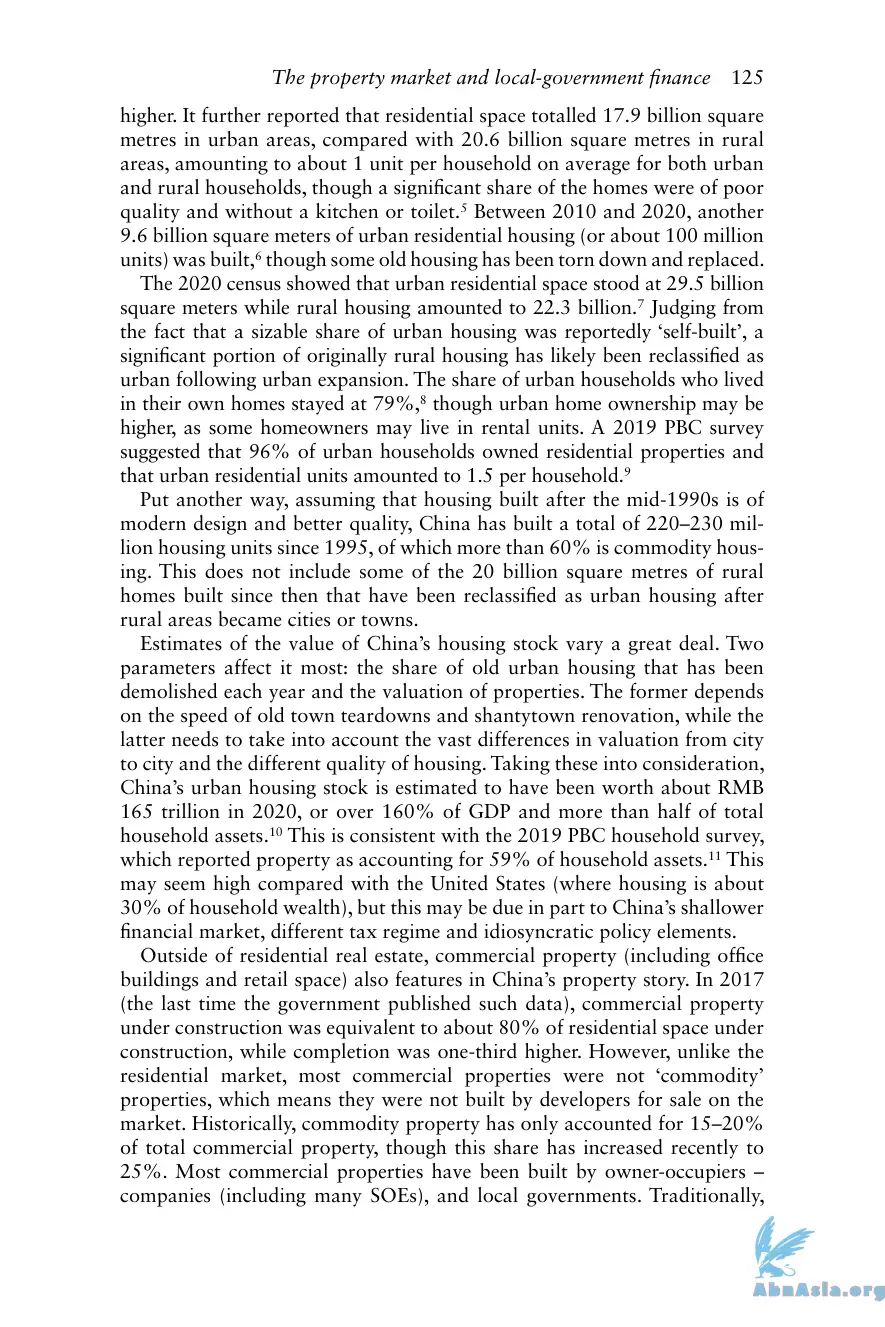 The property market and local-government finance 125
higher. It further reported that residential space totalled 17.9 billion square
metres in urban areas, compared with 20.6 billion square metres in rural
areas, amounting to about 1 unit per household on average for both urban
and rural households, though a significant share of the homes were of poor
quality and without a kitchen or toilet.⁵ Between 2010 and 2020, another
9.6 billion square meters of urban residential housing (or about 100 million
units) was built,⁶ though some old housing has been torn down and replaced.
The 2020 census showed that urban residential space stood at 29.5 billion
square meters while rural housing amounted to 22.3 billion.⁷ Judging from
the fact that a sizable share of urban housing was reportedly ‘self-built’, a
significant portion of originally rural housing has likely been reclassified as
urban following urban expansion. The share of urban households who lived
in their own homes stayed at 79%,⁸ though urban home ownership may be
higher, as some homeowners may live in rental units. A 2019 PBC survey
suggested that 96% of urban households owned residential properties and
that urban residential units amounted to 1.5 per household.⁹
Put another way, assuming that housing built after the mid-1990s is of
modern design and better quality, China has built a total of 220–230 mil-
lion housing units since 1995, of which more than 60% is commodity hous-
ing. This does not include some of the 20 billion square metres of rural
homes built since then that have been reclassified as urban housing after
rural areas became cities or towns.
Estimates of the value of China’s housing stock vary a great deal. Two
parameters affect it most: the share of old urban housing that has been
demolished each year and the valuation of properties. The former depends
on the speed of old town teardowns and shantytown renovation, while the
latter needs to take into account the vast differences in valuation from city
to city and the different quality of housing. Taking these into consideration,
China’s urban housing stock is estimated to have been worth about RMB
165 trillion in 2020, or over 160% of GDP and more than half of total
household assets.¹⁰ This is consistent with the 2019 PBC household survey,
which reported property as accounting for 59% of household assets.¹¹ This
may seem high compared with the United States (where housing is about
30% of household wealth), but this may be due in part to China’s shallower
financial market, different tax regime and idiosyncratic policy elements.
Outside of residential real estate, commercial property (including office
buildings and retail space) also features in China’s property story. In 2017
(the last time the government published such data), commercial property
under construction was equivalent to about 80% of residential space under
construction, while completion was one-third higher. However, unlike the
residential market, most commercial properties were not ‘commodity’
properties, which means they were not built by developers for sale on the
market. Historically, commodity property has only accounted for 15–20%
of total commercial property, though this share has increased recently to
25%. Most commercial properties have been built by owner-occupiers –
companies (including many SOEs), and local governments. Traditionally,
AbnAsia.org